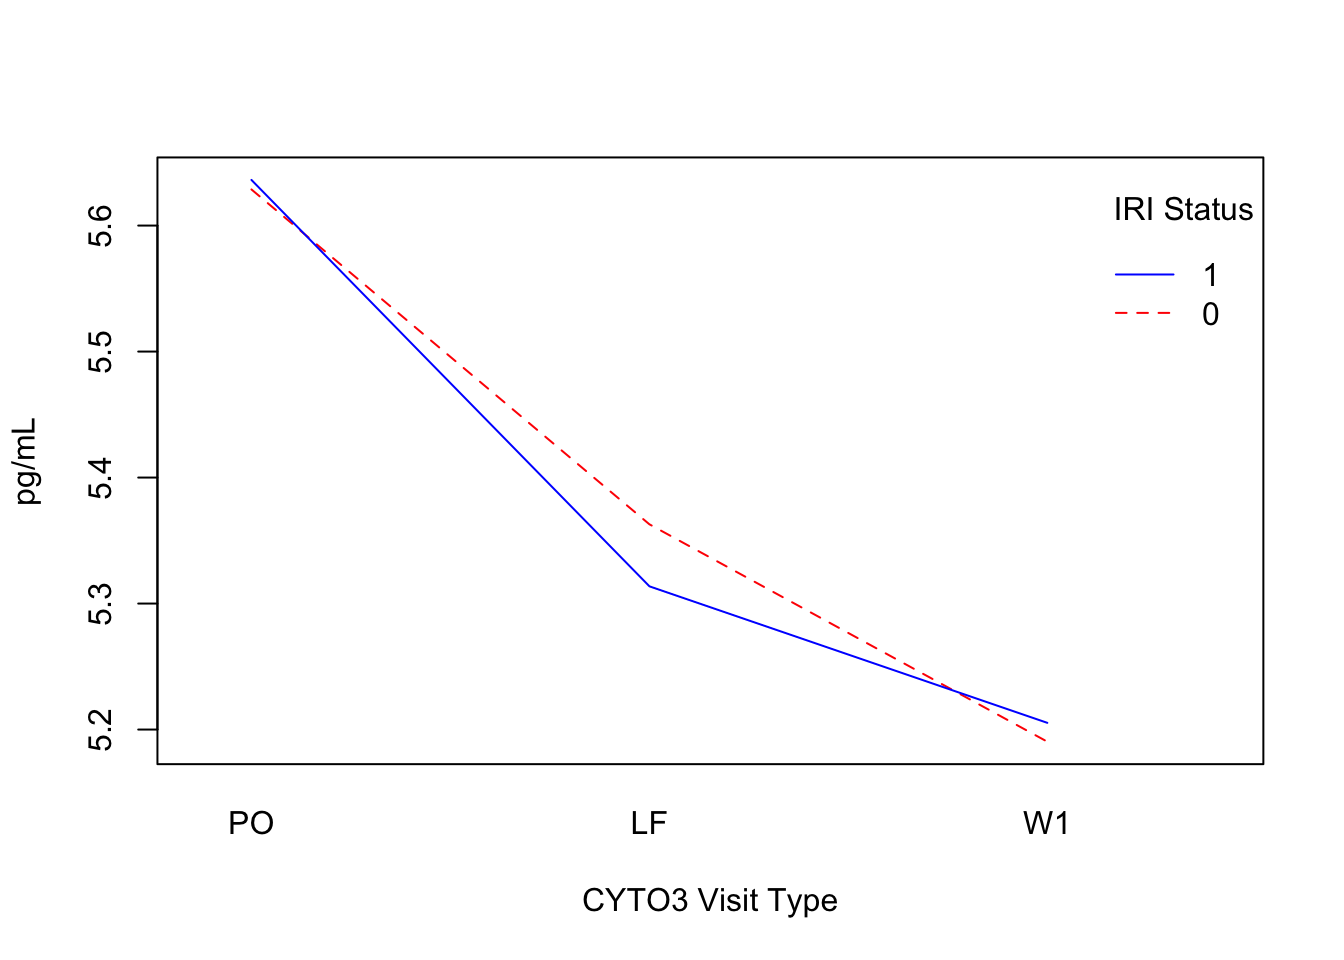 IRI Status
1
0
5.6
5.5
5.4
5.3
5.2
pg/mL
PO
LF
W1
CYTO3 Visit Type